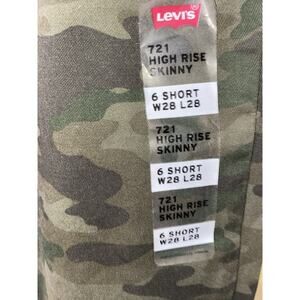 Levi's
721
HIGH RISE
SKINNY
6 SHORT
W28 L28
721
HIGH RISE
SKINNY
6 SHORT
W28 L28
721
HIGH RISE
SKINNY
6 SHORT
W28 L28